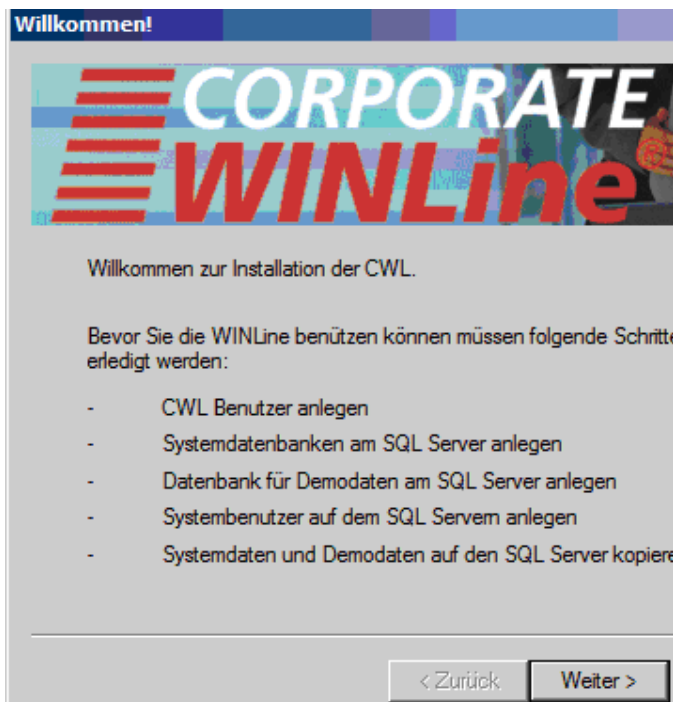 Willkommen!
CORPORATE
WINLine
Willkommen zur Installation der CWL.
Bevor Sie die WINLine benützen können müssen folgende Schritte
erledigt werden:
- CWL Benutzer anlegen
- Systemdatenbanken am SQL Server anlegen
- Datenbank für Demodaten am SQL Server anlegen
- Systembenutzer auf dem SQL Servern anlegen
- Systemdaten und Demodaten auf den SQL Server kopiere
< Zurück Weiter >